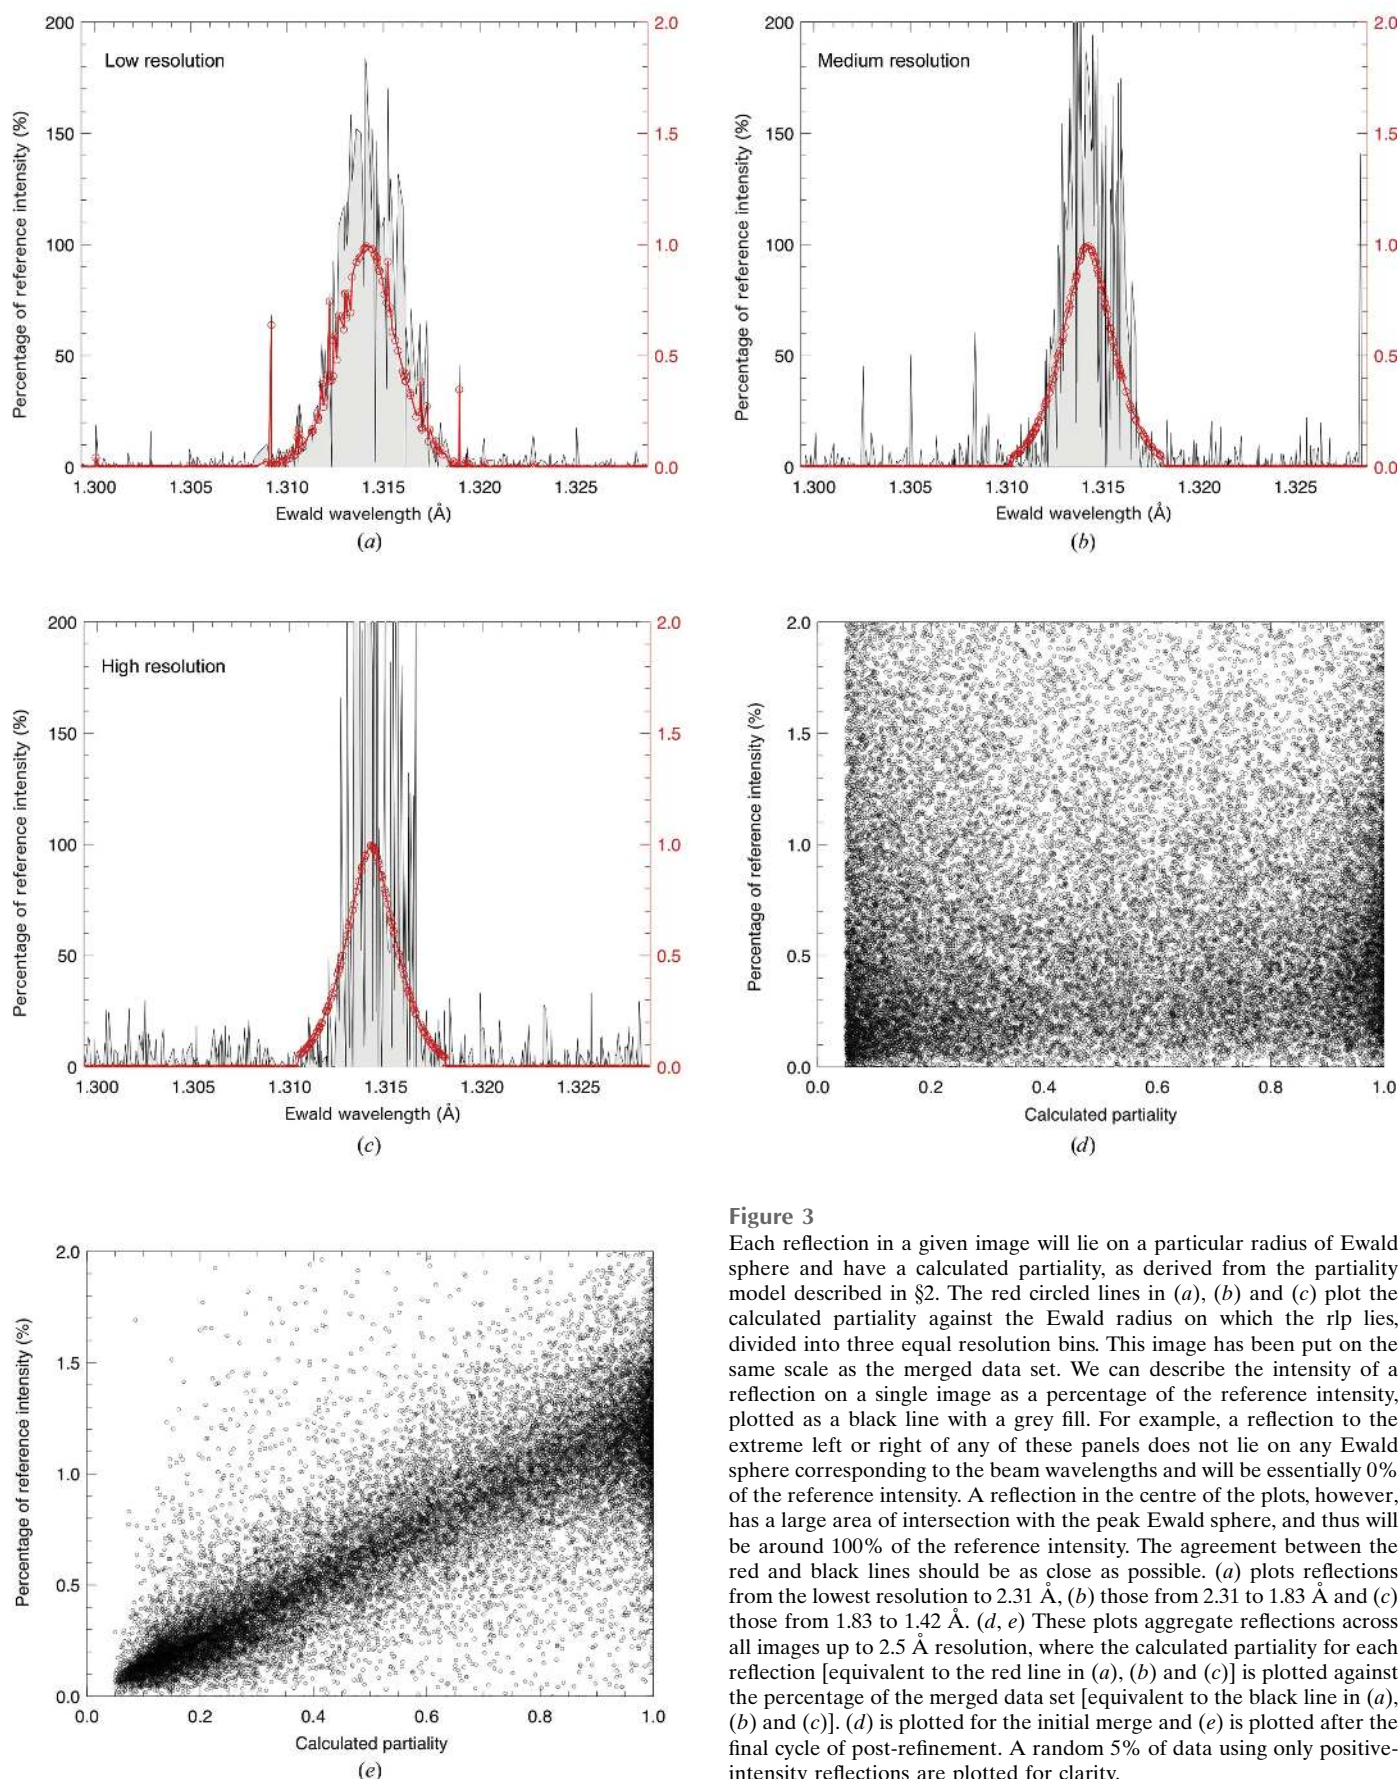 200
150
100
50
0
Percentage of reference intensity (%)
Low resolution
2.0
1.5
1.0
0.5
0.0
1.300 1.305 1.310 1.315 1.320 1.325
Ewald wavelength (Å)
(a)
200
150
100
50
0
Percentage of reference intensity (%)
Medium resolution
2.0
1.5
1.0
0.5
0.0
1.300 1.305 1.310 1.315 1.320 1.325
Ewald wavelength (Å)
(b)
200
150
100
50
0
Percentage of reference intensity (%)
High resolution
2.0
1.5
1.0
0.5
0.0
1.300 1.305 1.310 1.315 1.320 1.325
Ewald wavelength (Å)
(c)
2.0
1.5
1.0
0.5
0.0
Percentage of reference intensity (%)
0.0 0.2 0.4 0.6 0.8 1.0
Calculated partiality
(d)
2.0
1.5
1.0
0.5
0.0
Percentage of reference intensity (%)
0.0 0.2 0.4 0.6 0.8 1.0
Calculated partiality
(e)
Figure 3
Each reflection in a given image will lie on a particular radius of Ewald
sphere and have a calculated partiality, as derived from the partiality
model described in §2. The red circled lines in (a), (b) and (c) plot the
calculated partiality against the Ewald radius on which the rlp lies,
divided into three equal resolution bins. This image has been put on the
same scale as the merged data set. We can describe the intensity of a
reflection on a single image as a percentage of the reference intensity,
plotted as a black line with a grey fill. For example, a reflection to the
extreme left or right of any of these panels does not lie on any Ewald
sphere corresponding to the beam wavelengths and will be essentially 0%
of the reference intensity. A reflection in the centre of the plots, however,
has a large area of intersection with the peak Ewald sphere, and thus will
be around 100% of the reference intensity. The agreement between the
red and black lines should be as close as possible. (a) plots reflections
from the lowest resolution to 2.31 Å, (b) those from 2.31 to 1.83 Å and (c)
those from 1.83 to 1.42 Å. (d, e) These plots aggregate reflections across
all images up to 2.5 Å resolution, where the calculated partiality for each
reflection [equivalent to the red line in (a), (b) and (c)] is plotted against
the percentage of the merged data set [equivalent to the black line in (a),
(b) and (c)]. (d) is plotted for the initial merge and (e) is plotted after the
final cycle of post-refinement. A random 5% of data using only positive-
intensity reflections are plotted for clarity.